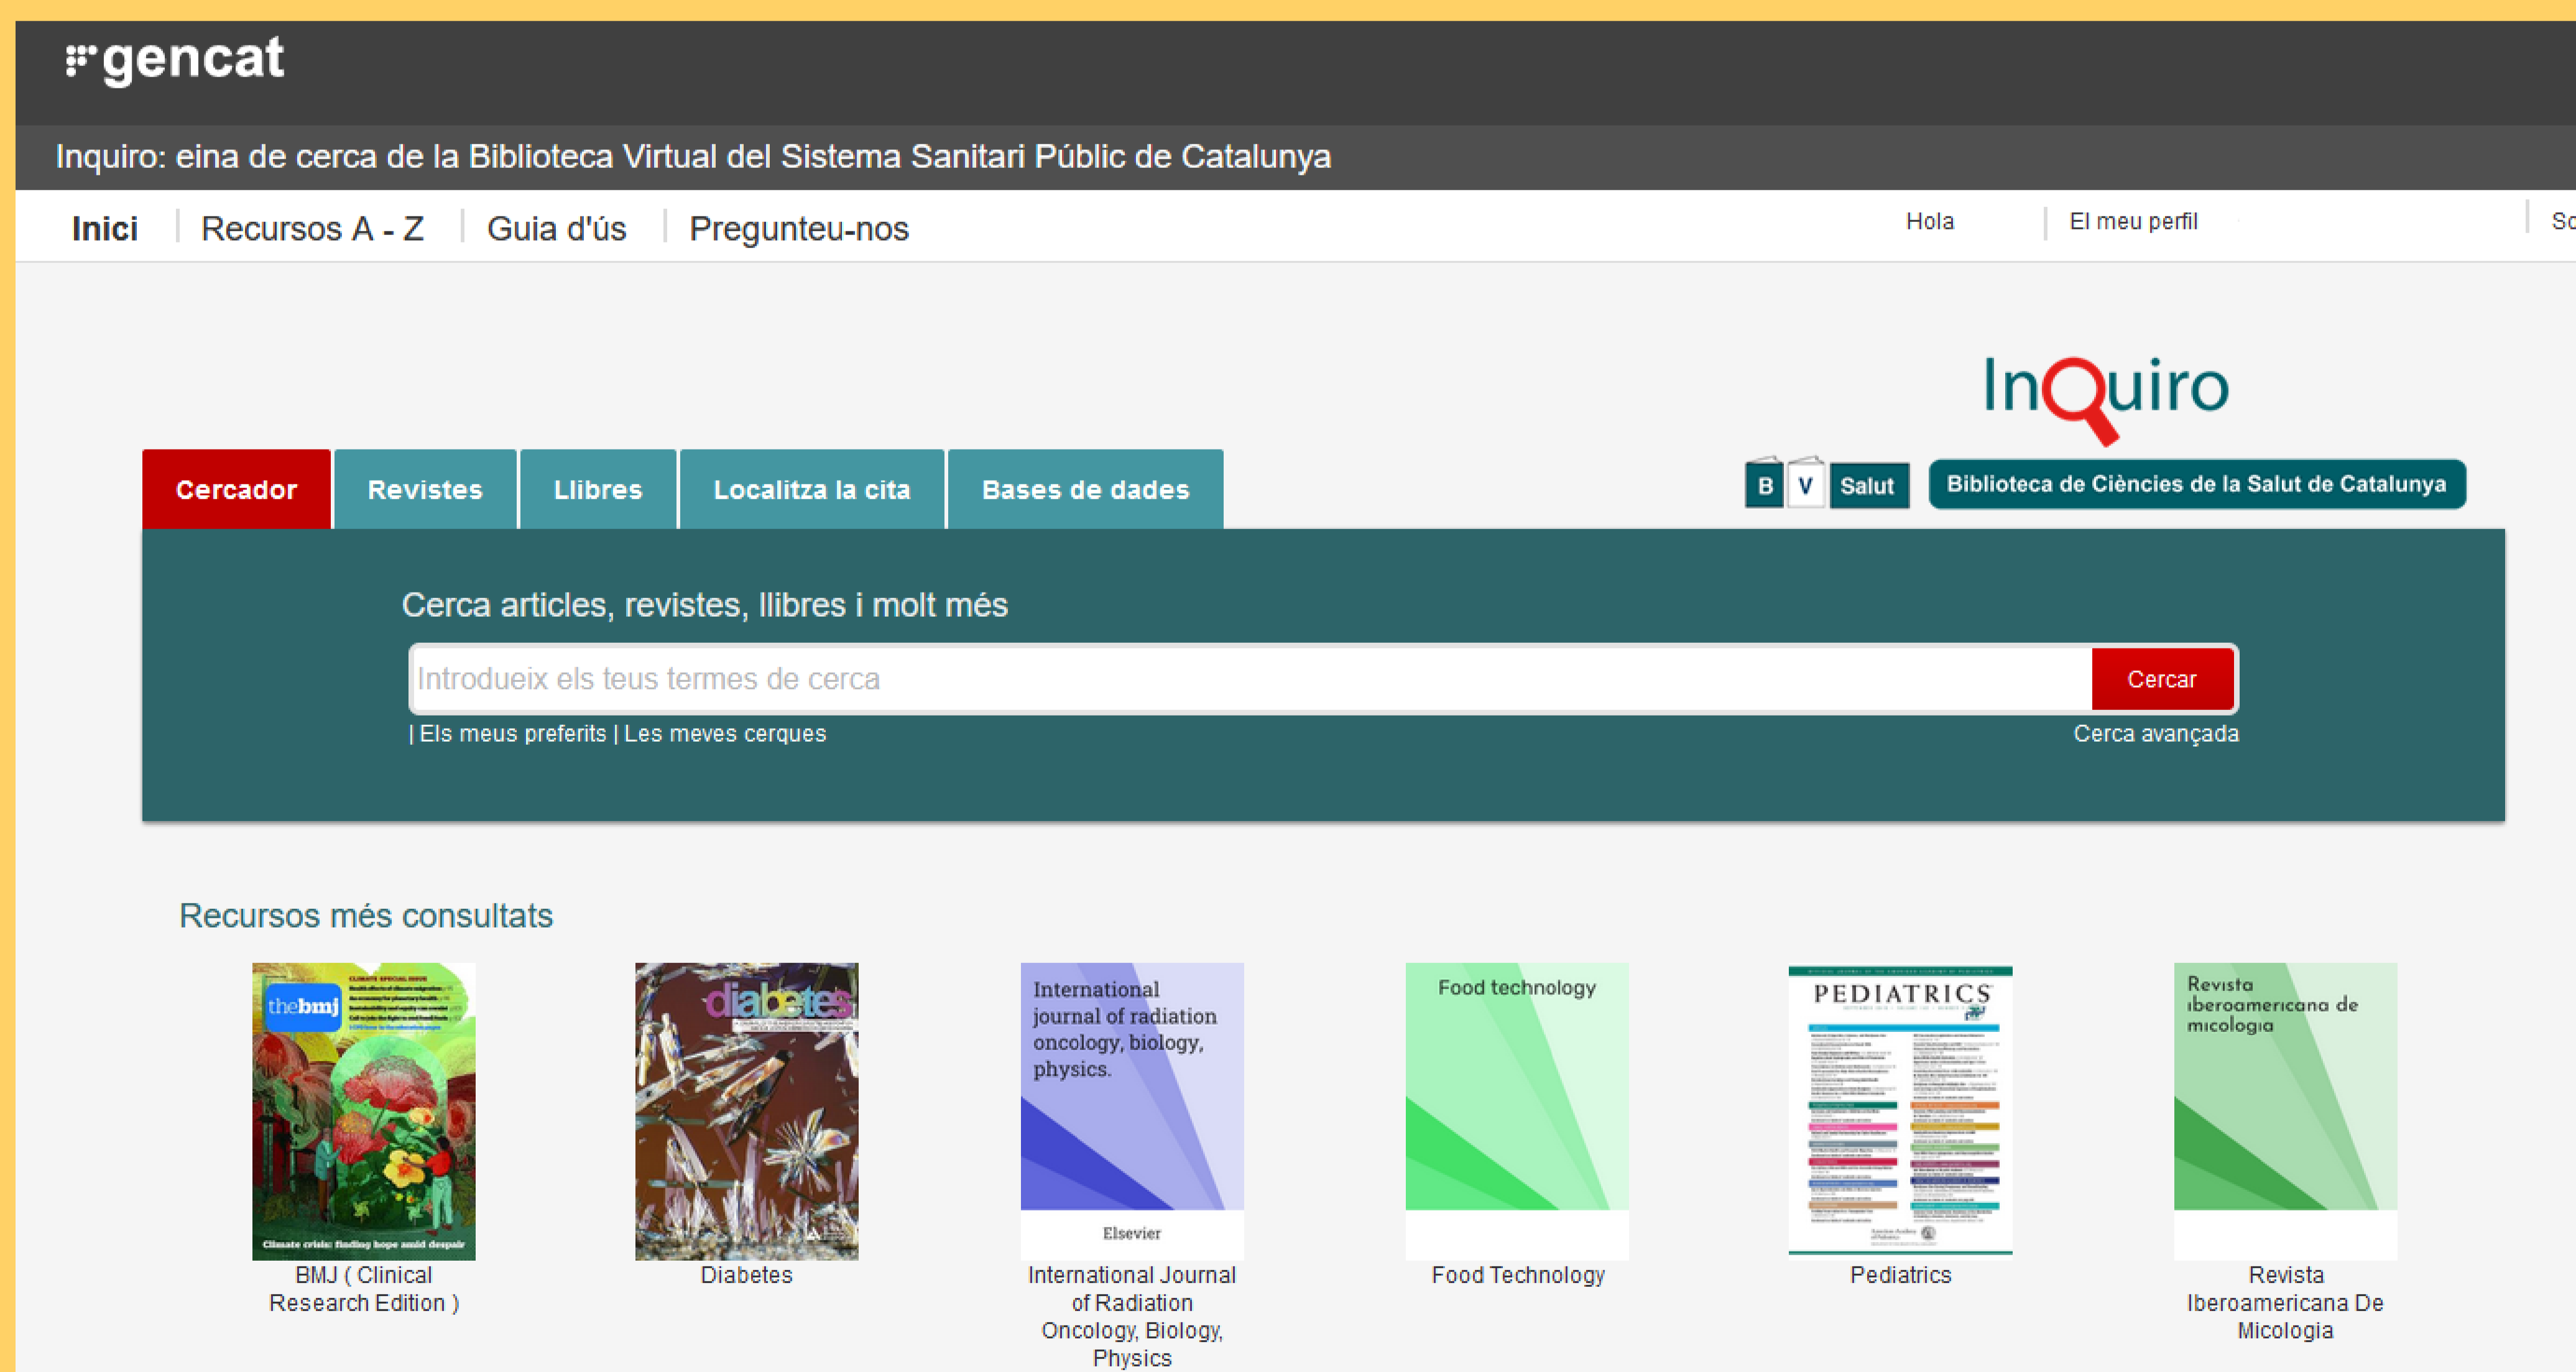 gencat
Inquiro: eina de cerca de la Biblioteca Virtual del Sistema Sanitari Públic de Catalunya
Inici
Recursos A - Z
Guia d'ús
Pregunteu-nos
Hola
El meu perfil
InQuiro
B V Salut
Biblioteca de Ciències de la Salut de Catalunya
Cercador
Revistes
Llibres
Localitza la cita
Bases de dades
Cerca articles, revistes, llibres i molt més
Introdueix els teus termes de cerca
Cercar
| Els meus preferits | Les meves cerques
Cerca avançada
Recursos més consultats
thebmj
CLIMATE SPECIAL ISSUE
Climate crisis: finding hope amid despair
BMJ ( Clinical
Research Edition )
diabetes
Diabetes
International
journal of radiation
oncology, biology,
physics.
Elsevier
International Journal
of Radiation
Oncology, Biology,
Physics
Food technology
Food Technology
PEDIATRICS
Pediatrics
Revista
iberoamericana de
micologia
Revista
Iberoamericana De
Micologia